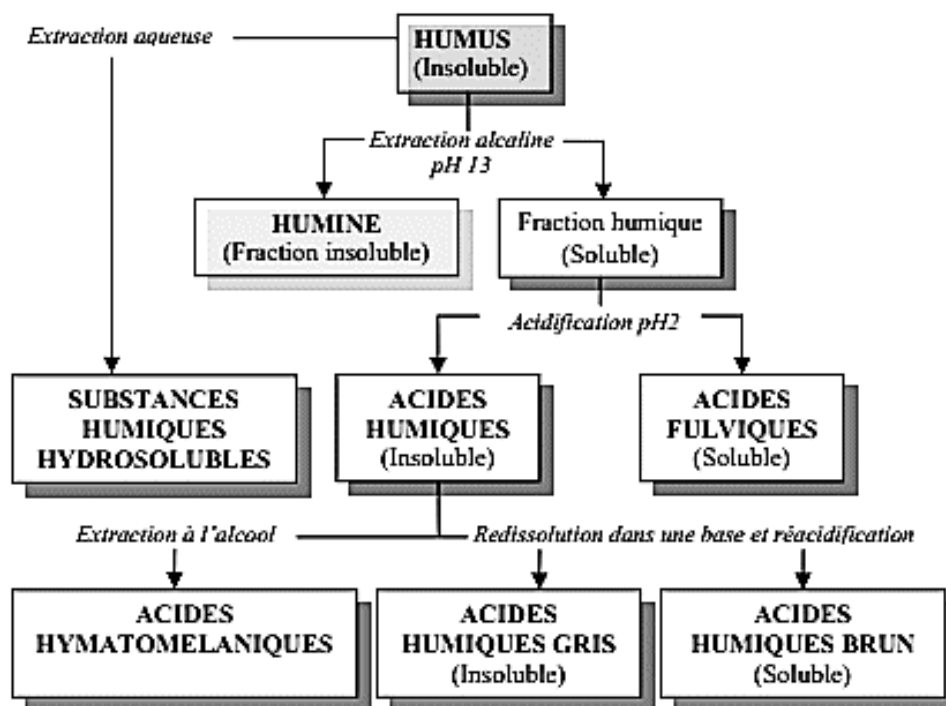 Extraction aqueuse
HUMUS
(Insoluble)
Extraction alcaline
pH 13
HUMINE
(Fraction insoluble)
Fraction humique
(Soluble)
Acidification pH2
SUBSTANCES
HUMIQUES
HYDROSOLUBLES
ACIDES
HUMIQUES
(Insoluble)
ACIDES
FULVIQUES
(Soluble)
Extraction à l'alcool
Redissolution dans une base et réacidification
ACIDES
HYMATOMELANIQUES
ACIDES
HUMIQUES GRIS
(Insoluble)
ACIDES
HUMIQUES BRUN
(Soluble)